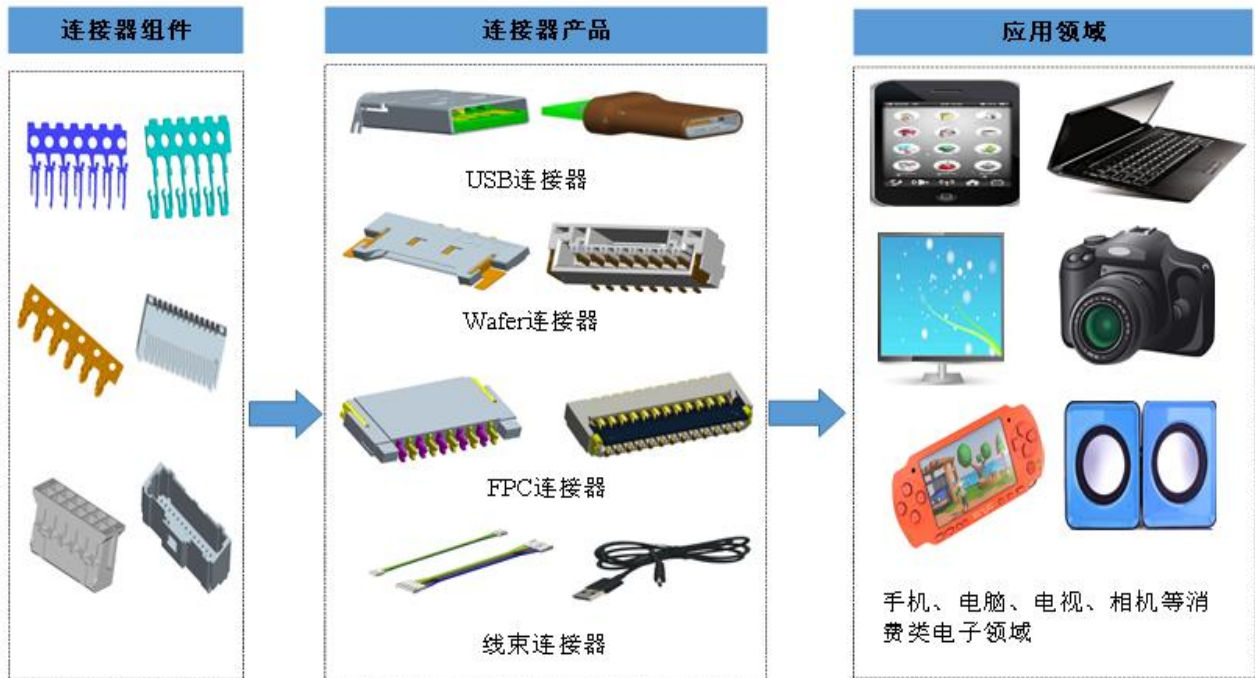 连接器组件
连接器产品
应用领域
USB连接器
Wafer连接器
FPC连接器
线束连接器
手机、电脑、电视、相机等消
费类电子领域